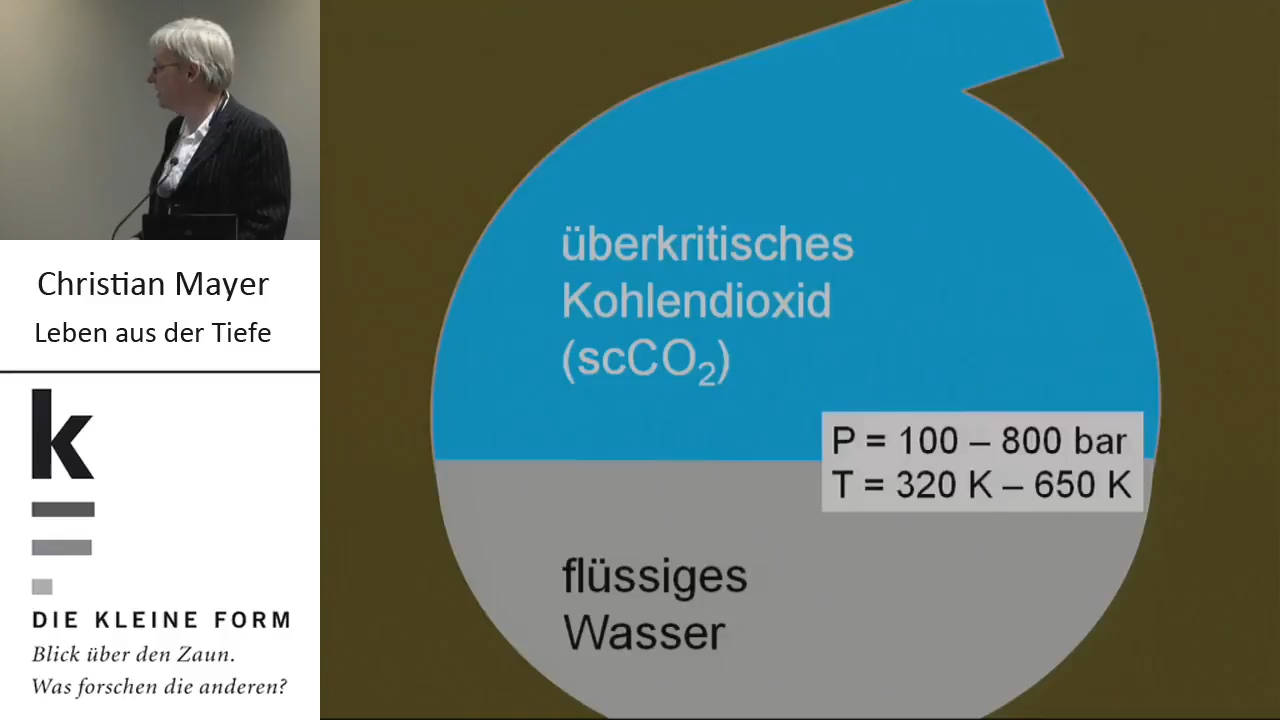 Christian Mayer
Leben aus der Tiefe
k
DIE KLEINE FORM
Blick über den Zaun.
Was forschen die anderen?
überkritisches
Kohlendioxid
(scCO₂)
P = 100 – 800 bar
T = 320 K – 650 K
flüssiges
Wasser